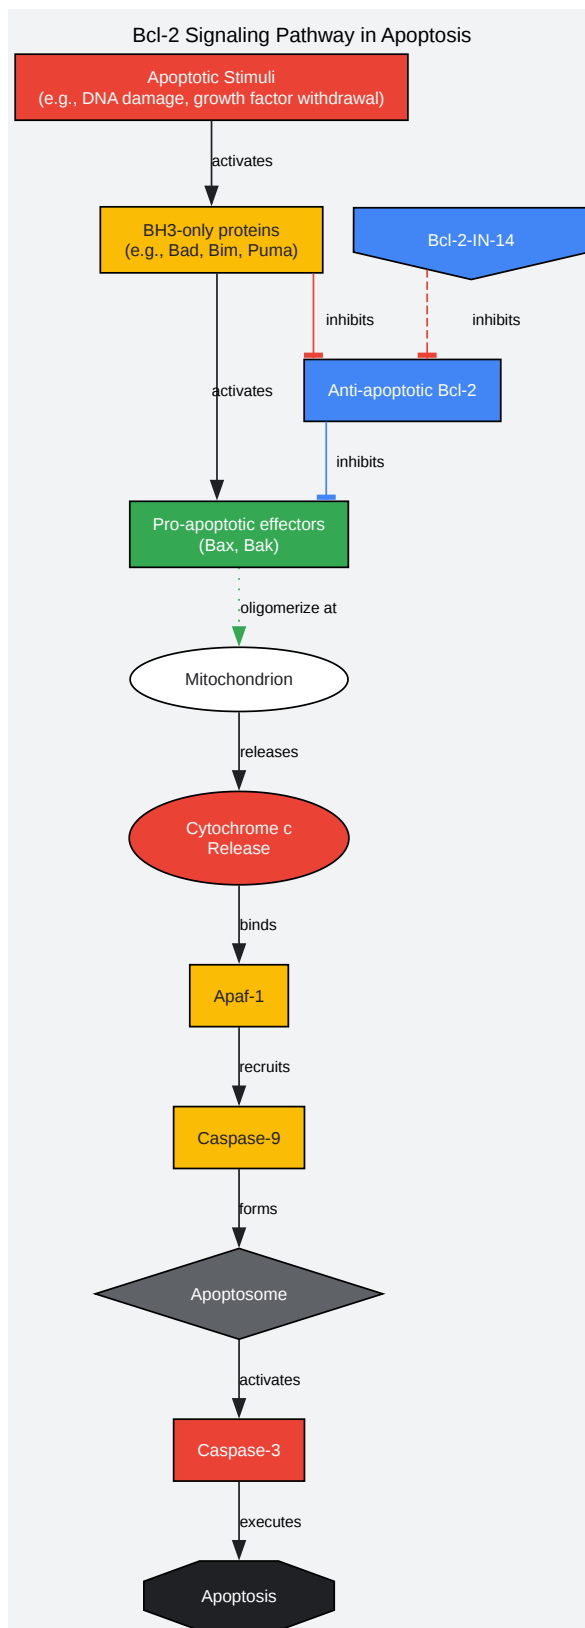 Bcl-2 Signaling Pathway in Apoptosis
Apoptotic Stimuli
(e.g., DNA damage, growth factor withdrawal)
activates
BH3-only proteins
(e.g., Bad, Bim, Puma)
Bcl-2-IN-14
inhibits
inhibits
activates
Anti-apoptotic Bcl-2
inhibits
Pro-apoptotic effectors
(Bax, Bak)
oligomerize at
Mitochondrion
releases
Cytochrome c
Release
binds
Apaf-1
recruits
Caspase-9
forms
Apoptosome
activates
Caspase-3
executes
Apoptosis